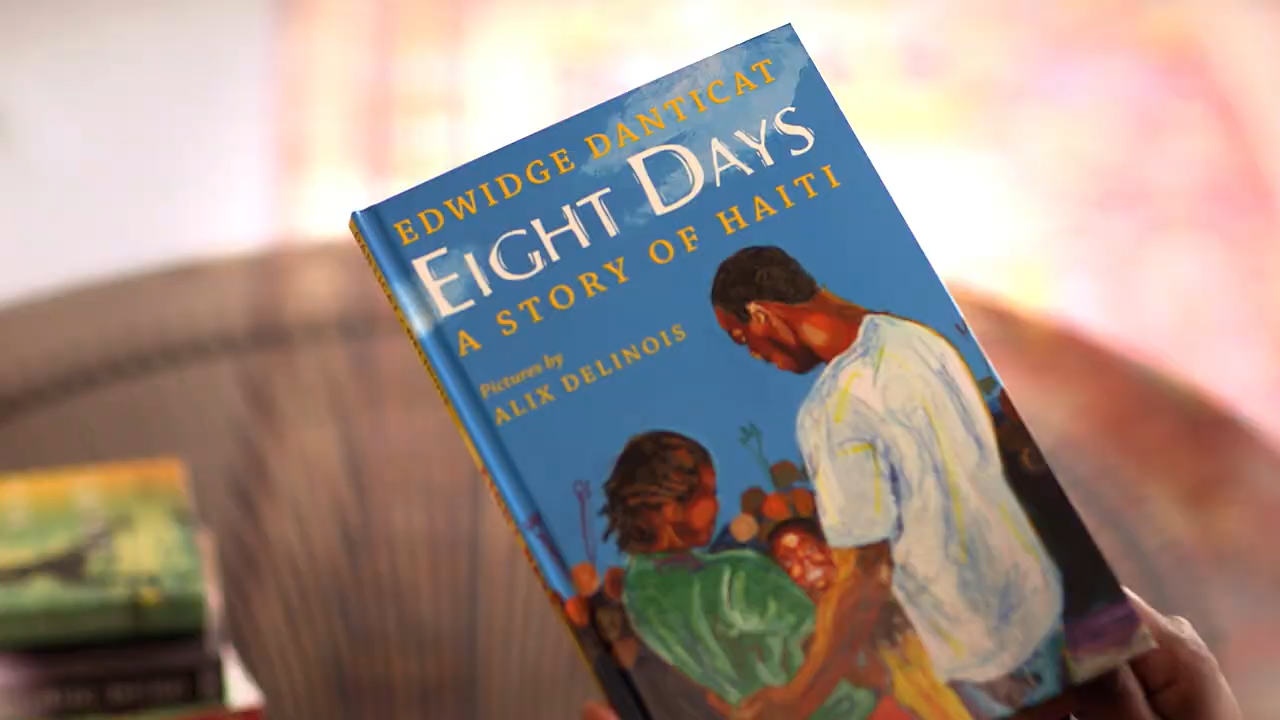 EDWIDGE DANTICAT
EIGHT DAYS
A STORY OF HAITI
Pictures by
ALIX DELINOIS